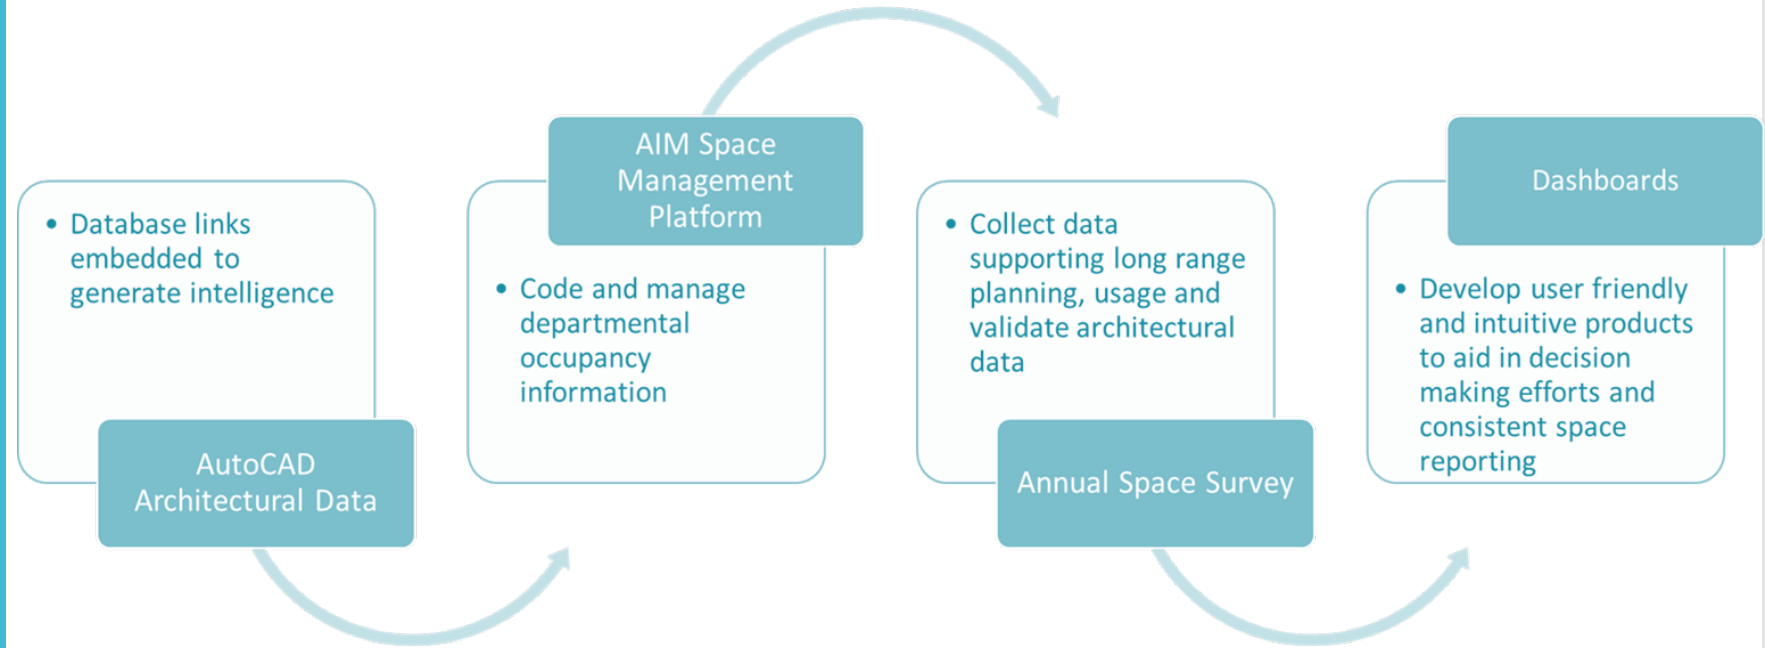 • Database links
embedded to
generate intelligence
AutoCAD
Architectural Data
AIM Space
Management
Platform
• Code and manage
departmental
occupancy
information
• Collect data
supporting long range
planning, usage and
validate architectural
data
Annual Space Survey
Dashboards
• Develop user friendly
and intuitive products
to aid in decision
making efforts and
consistent space
reporting